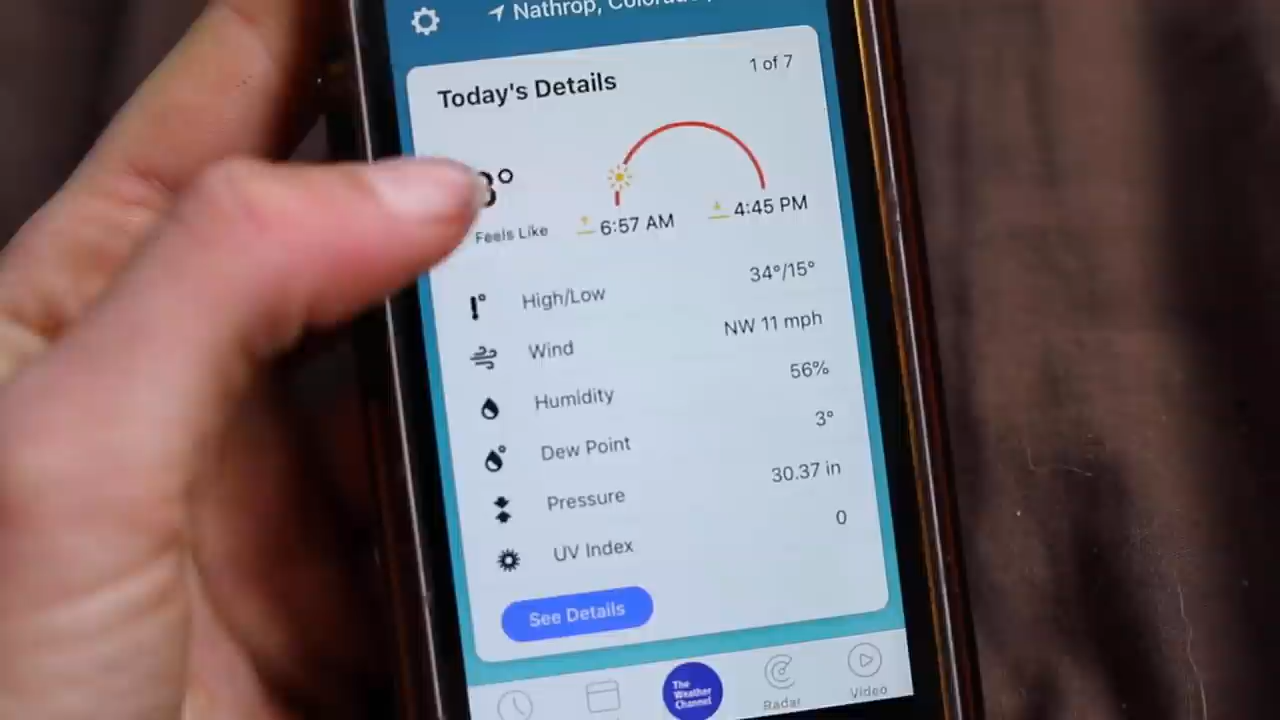 Nathrop, Colorado
Today's Details
1 of 7
°
Feels Like
6:57 AM
4:45 PM
High/Low
34°/15°
Wind
NW 11 mph
Humidity
56%
Dew Point
3°
Pressure
30.37 in
UV Index
0
See Details
The
Weather
Channel
Radar
Video